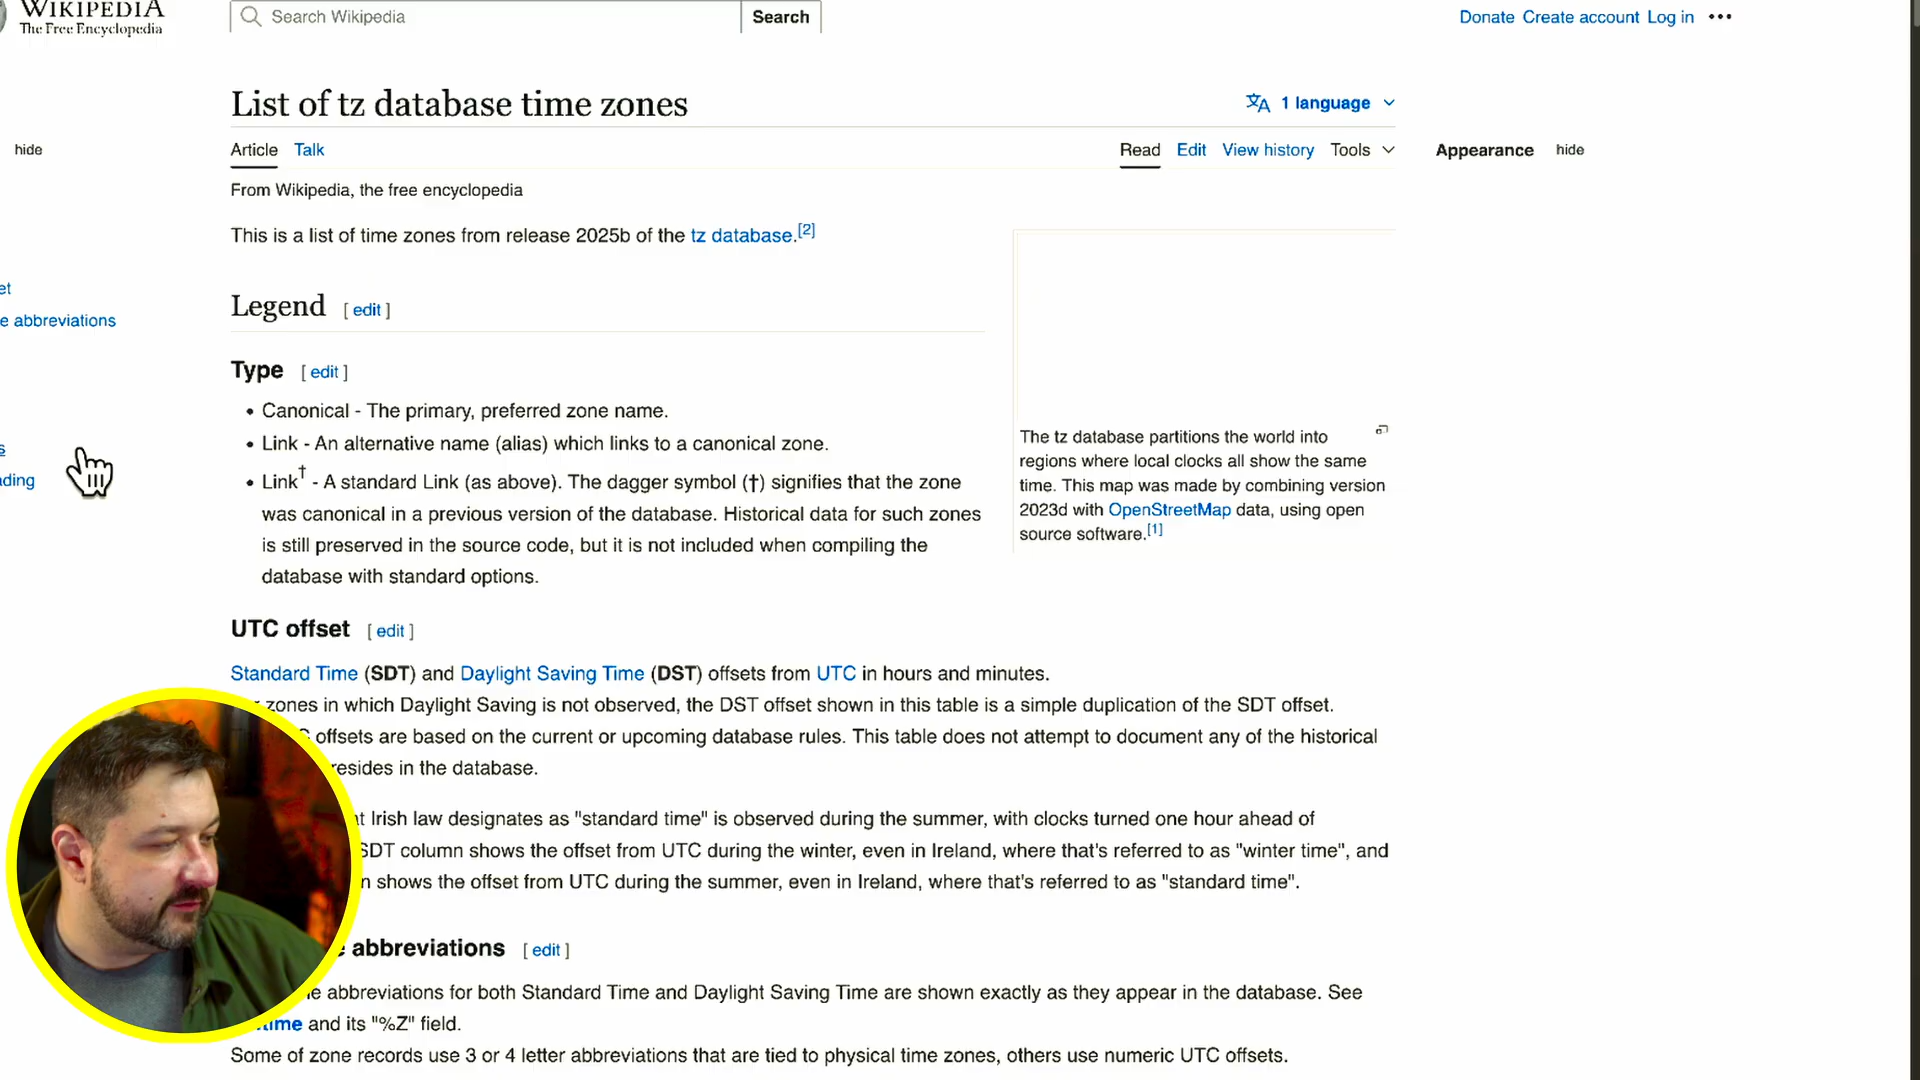 WIKIPEDIA
The Free Encyclopedia
Search Wikipedia
Search
Donate Create account Log in
List of tz database time zones
1 language
hide
Article Talk
Read Edit View history Tools
Appearance hide
From Wikipedia, the free encyclopedia
This is a list of time zones from release 2025b of the tz database.[2]
et
e abbreviations
s
ding
Legend [ edit ]
Type [ edit ]
• Canonical - The primary, preferred zone name.
• Link - An alternative name (alias) which links to a canonical zone.
• Link† - A standard Link (as above). The dagger symbol (†) signifies that the zone
was canonical in a previous version of the database. Historical data for such zones
is still preserved in the source code, but it is not included when compiling the
database with standard options.
The tz database partitions the world into
regions where local clocks all show the same
time. This map was made by combining version
2023d with OpenStreetMap data, using open
source software.[1]
UTC offset [ edit ]
Standard Time (SDT) and Daylight Saving Time (DST) offsets from UTC in hours and minutes.
zones in which Daylight Saving is not observed, the DST offset shown in this table is a simple duplication of the SDT offset.
offsets are based on the current or upcoming database rules. This table does not attempt to document any of the historical
resides in the database.
t Irish law designates as "standard time" is observed during the summer, with clocks turned one hour ahead of
SDT column shows the offset from UTC during the winter, even in Ireland, where that's referred to as "winter time", and
n shows the offset from UTC during the summer, even in Ireland, where that's referred to as "standard time".
e abbreviations [ edit ]
e abbreviations for both Standard Time and Daylight Saving Time are shown exactly as they appear in the database. See
time and its "%Z" field.
Some of zone records use 3 or 4 letter abbreviations that are tied to physical time zones, others use numeric UTC offsets.